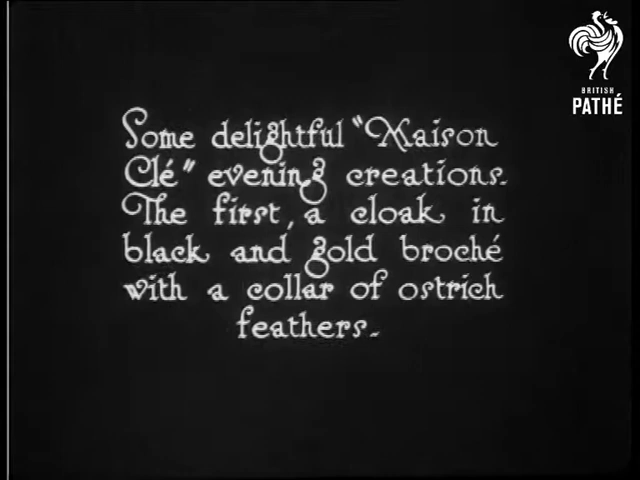 Some delightful "Maison
Clé" evening creations.
The first, a cloak in
black and gold broché
with a collar of ostrich
feathers.
BRITISH
PATHÉ